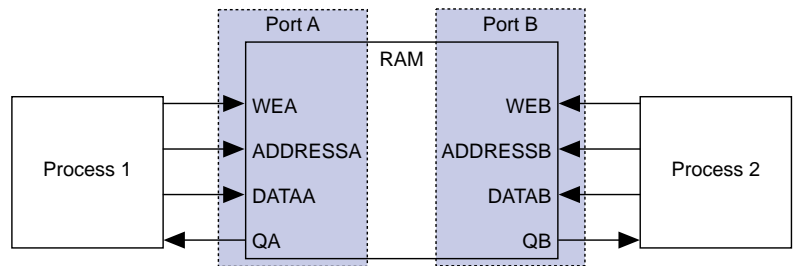 Port A
Port B
RAM
WEA
WEB
ADDRESSA
ADDRESSB
Process 1
Process 2
DATAA
DATAB
QA
QB